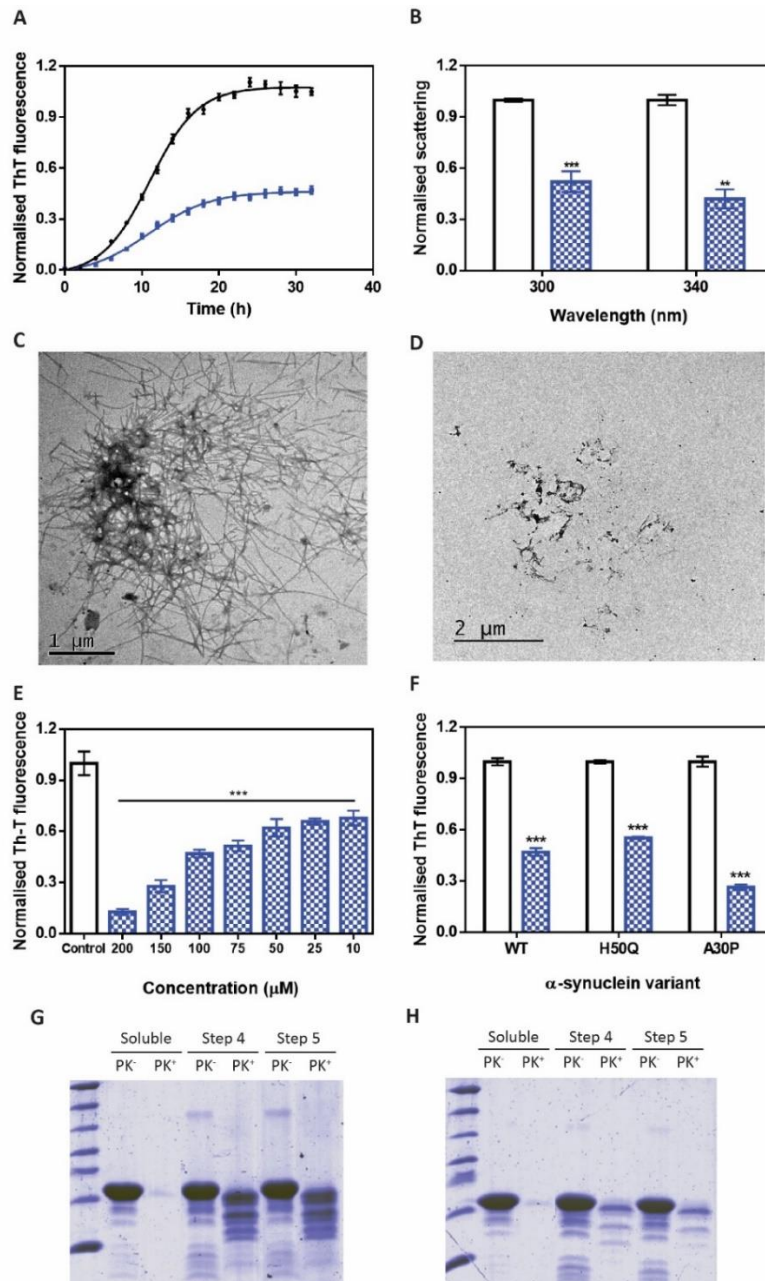 A
Normalised ThT fluorescence
1.2
0.9
0.6
0.3
0.0
0
10
20
30
40
Time (h)
B
Normalised scattering
1.2
0.9
0.6
0.3
0.0
***
**
300
340
Wavelength (nm)
C
1 μm
D
2 μm
E
Normalised Th-T fluorescence
1.2
0.9
0.6
0.3
0.0
***
Control 200 150 100 75 50 25 10
Concentration (μM)
F
Normalised ThT fluorescence
1.2
0.9
0.6
0.3
0.0
***
***
***
WT H50Q A30P
α-synuclein variant
G
Soluble Step 4 Step 5
PK⁻ PK⁺ PK⁻ PK⁺ PK⁻ PK⁺
H
Soluble Step 4 Step 5
PK⁻ PK⁺ PK⁻ PK⁺ PK⁻ PK⁺